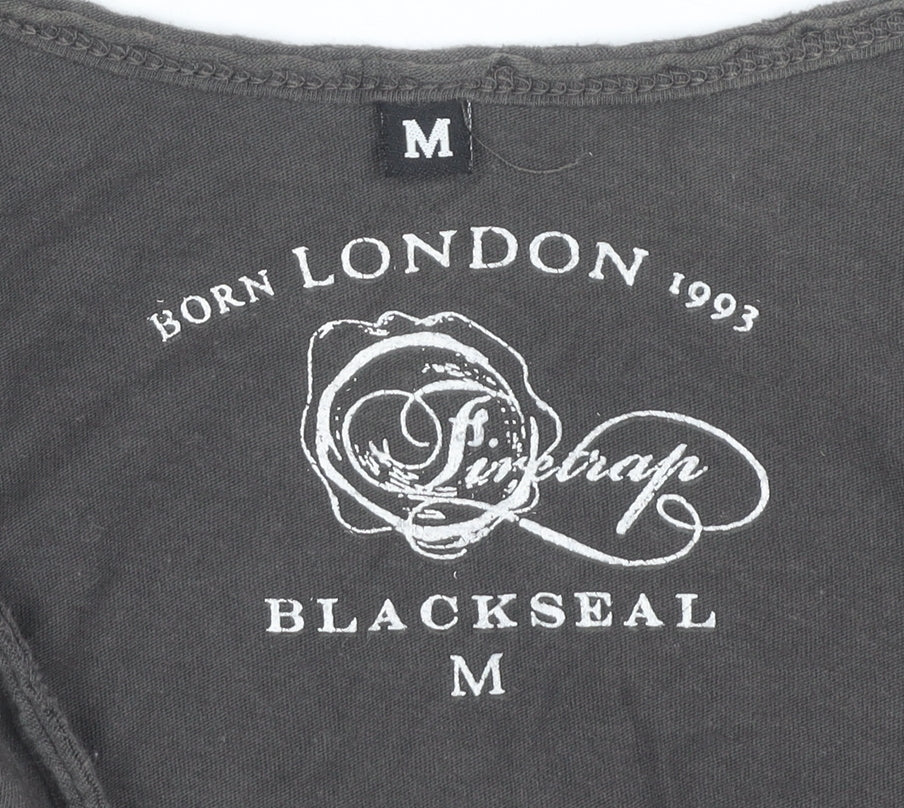 M
BORN LONDON 1993
Firetrap
BLACKSEAL
M